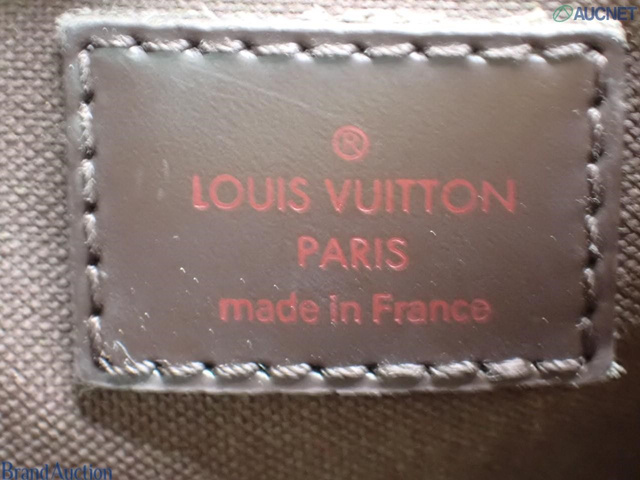 AUCNET
®
LOUIS VUITTON
PARIS
made in France
Brand Auction